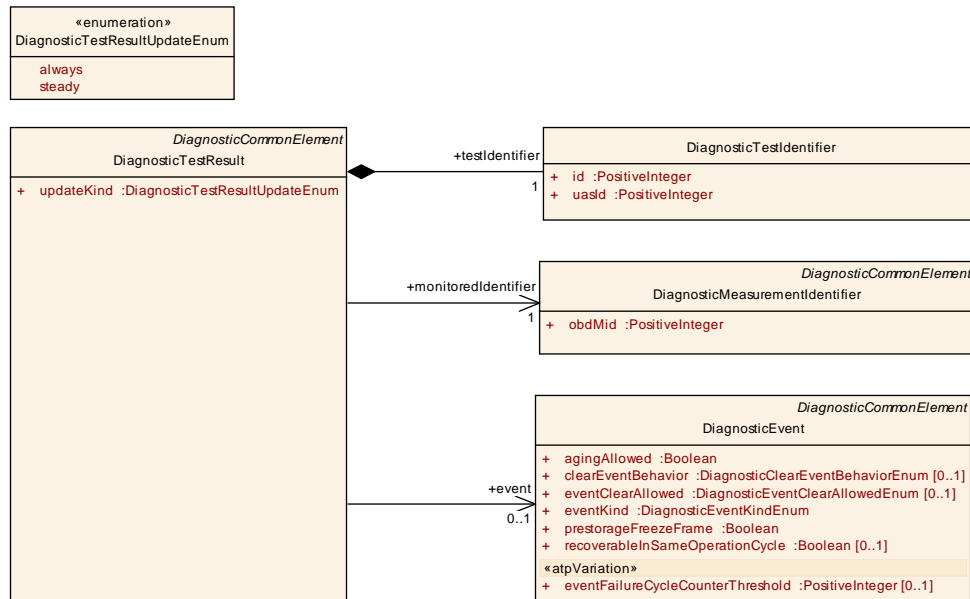 «enumeration»
DiagnosticTestResultUpdateEnum
always
steady
DiagnosticCommonElement
DiagnosticTestResult
+ updateKind :DiagnosticTestResultUpdateEnum
+testIdentifier
1
DiagnosticTestIdentifier
+ id :PositiveInteger
+ uasId :PositiveInteger
+monitoredIdentifier
1
DiagnosticCommonElement
DiagnosticMeasurementIdentifier
+ obdMid :PositiveInteger
+event
0..1
DiagnosticCommonElement
DiagnosticEvent
+ agingAllowed :Boolean
+ clearEventBehavior :DiagnosticClearEventBehaviorEnum [0..1]
+ eventClearAllowed :DiagnosticEventClearAllowedEnum [0..1]
+ eventKind :DiagnosticEventKindEnum
+ prestorageFreezeFrame :Boolean
+ recoverableInSameOperationCycle :Boolean [0..1]
«atpVariation»
+ eventFailureCycleCounterThreshold :PositiveInteger [0..1]